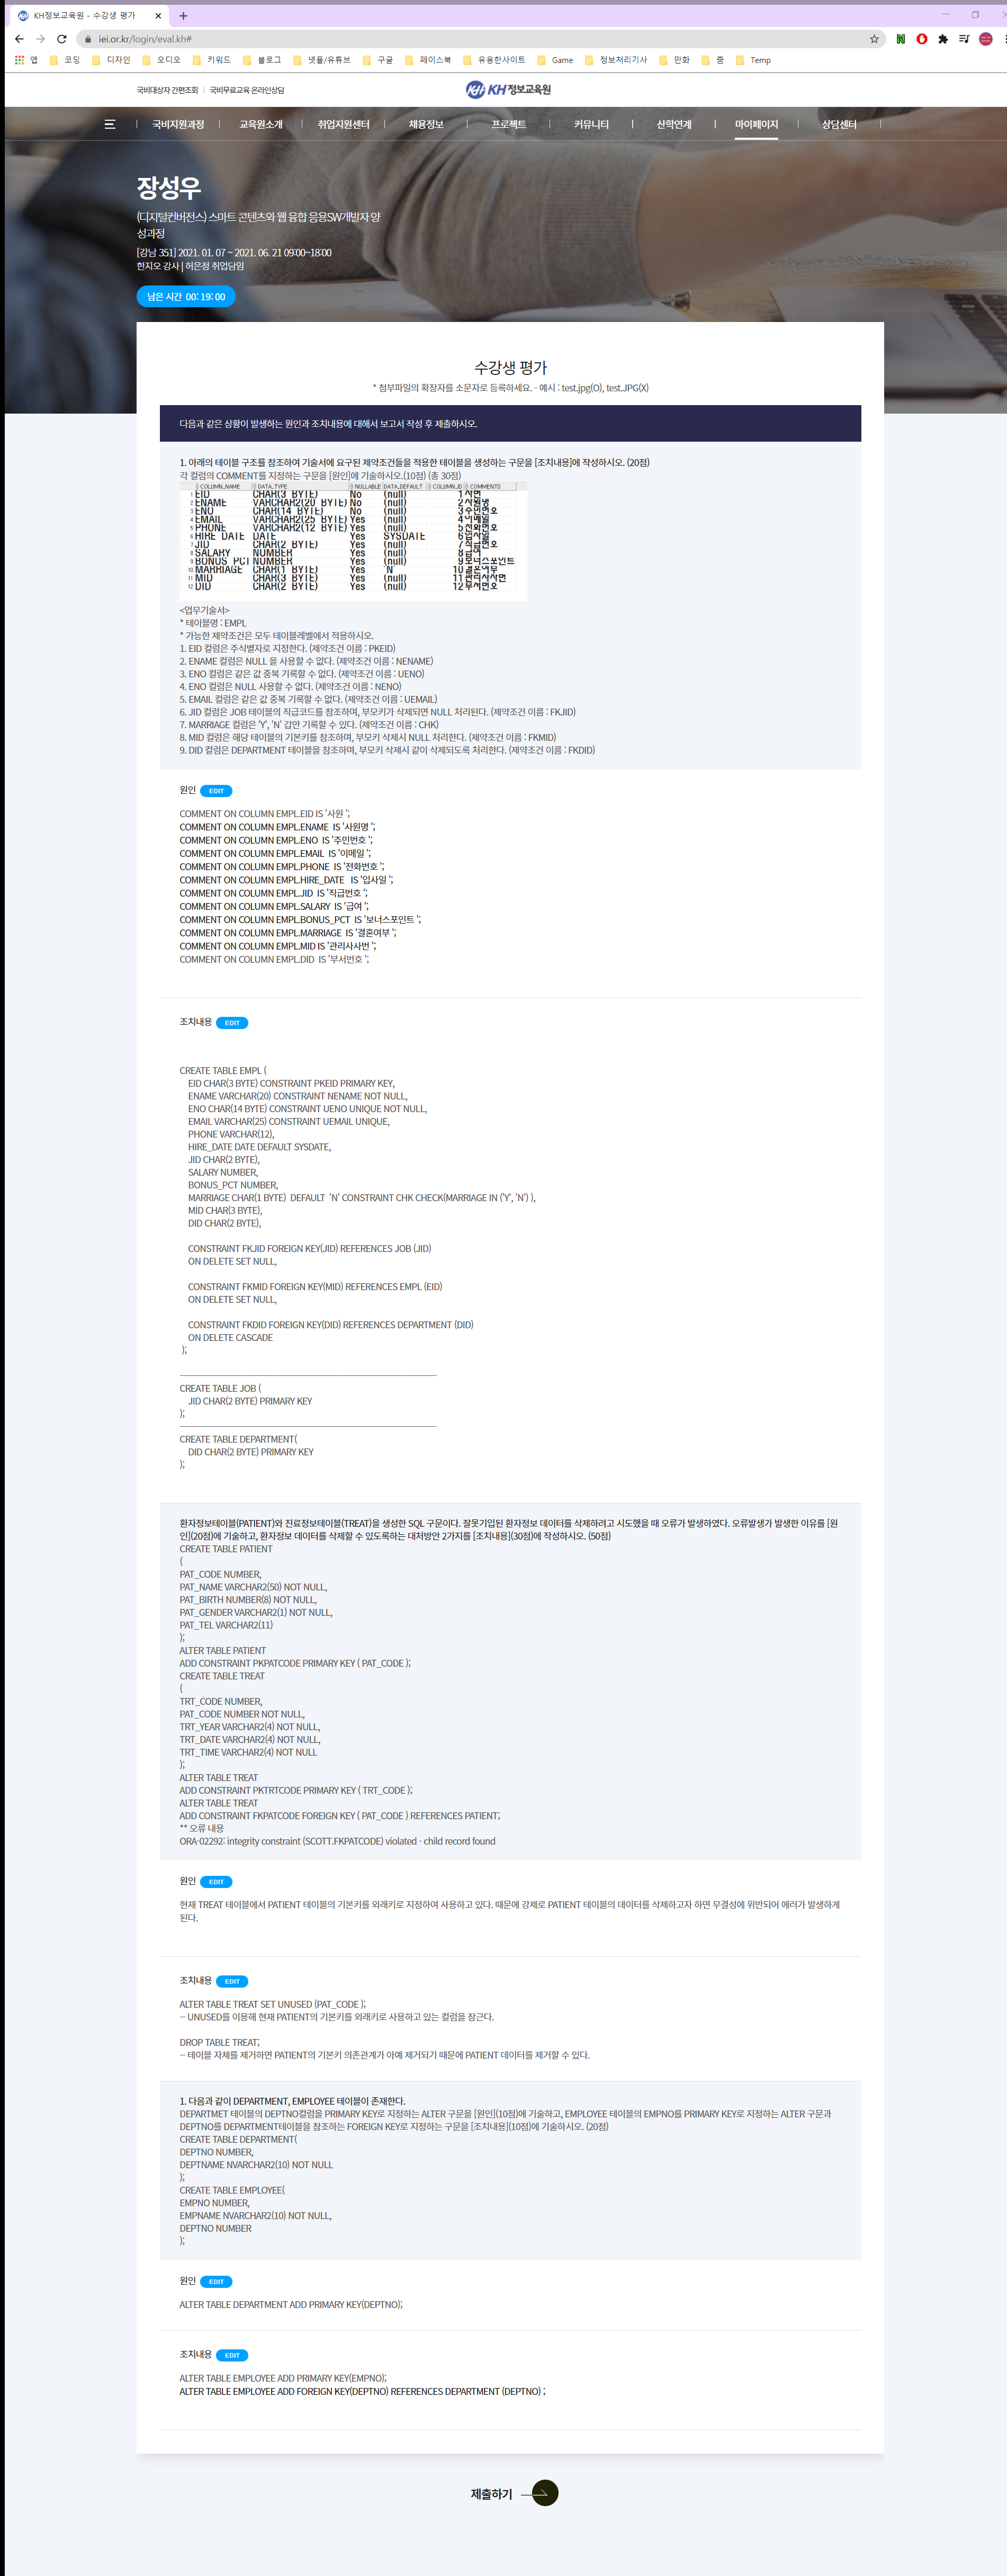 KH정보교육원 - 수강생 평가
iei.or.kr/login/eval.kh#
앱 코딩 디자인 오디오 키워드 블로그 넷플/유튜브 구글 페이스북 유용한사이트 Game 정보처리기사 만화 줌 Temp
국비대상자 간편조회 | 국비무료교육 온라인상담
KH 정보교육원
국비지원과정 교육원소개 취업지원센터 채용정보 프로젝트 커뮤니티 산학연계 마이페이지 상담센터
장성우
(디지털컨버전스) 스마트 콘텐츠와 웹 융합 응용SW개발자 양
성과정
[강남 351] 2021. 01. 07 ~ 2021. 06. 21 09:00~18:00
한지오 강사 | 허은정 취업담임
남은 시간 00: 19: 00
수강생 평가
* 첨부파일의 확장자를 소문자로 등록하세요. - 예시 : test.jpg(O), test.JPG(X)
다음과 같은 상황이 발생하는 원인과 조치내용에 대해서 보고서 작성 후 제출하시오.
1. 아래의 테이블 구조를 참조하여 기술서에 요구된 제약조건들을 적용한 테이블을 생성하는 구문을 [조치내용]에 작성하시오. (20점)
각 컬럼의 COMMENT를 지정하는 구문을 [원인]에 기술하시오.(10점) (총 30점)
COLUMN_NAME DATA_TYPE NULLABLE DATA_DEFAULT COLUMN_ID COMMENTS
1 EID CHAR(3 BYTE) No (null) 1 사번
2 ENAME VARCHAR2(20 BYTE) No (null) 2 사원명
3 ENO CHAR(14 BYTE) No (null) 3 주민번호
4 EMAIL VARCHAR2(25 BYTE) Yes (null) 4 이메일
5 PHONE VARCHAR2(12 BYTE) Yes (null) 5 전화번호
6 HIRE_DATE DATE Yes SYSDATE 6 입사일
7 JID CHAR(2 BYTE) Yes (null) 7 직급번호
8 SALARY NUMBER Yes (null) 8 급여
9 BONUS_PCT NUMBER Yes (null) 9 보너스포인트
10 MARRIAGE CHAR(1 BYTE) Yes 'N' 10 결혼여부
11 MID CHAR(3 BYTE) Yes (null) 11 관리자사번
12 DID CHAR(2 BYTE) Yes (null) 12 부서번호
<업무기술서>
* 테이블명 : EMPL
* 가능한 제약조건은 모두 테이블레벨에서 적용하시오.
1. EID 컬럼은 주식별자로 지정한다. (제약조건 이름 : PKEID)
2. ENAME 컬럼은 NULL 을 사용할 수 없다. (제약조건 이름 : NENAME)
3. ENO 컬럼은 같은 값 중복 기록할 수 없다. (제약조건 이름 : UENO)
4. ENO 컬럼은 NULL 사용할 수 없다. (제약조건 이름 : NENO)
5. EMAIL 컬럼은 같은 값 중복 기록할 수 없다. (제약조건 이름 : UEMAIL)
6. JID 컬럼은 JOB 테이블의 직급코드를 참조하며, 부모키가 삭제되면 NULL 처리된다. (제약조건 이름 : FKJID)
7. MARRIAGE 컬럼은 'Y', 'N' 값만 기록할 수 있다. (제약조건 이름 : CHK)
8. MID 컬럼은 해당 테이블의 기본키를 참조하며, 부모키 삭제시 NULL 처리한다. (제약조건 이름 : FKMID)
9. DID 컬럼은 DEPARTMENT 테이블을 참조하며, 부모키 삭제시 같이 삭제되도록 처리한다. (제약조건 이름 : FKDID)
원인 EDIT
COMMENT ON COLUMN EMPL.EID IS '사원 ';
COMMENT ON COLUMN EMPL.ENAME  IS '사원명 ';
COMMENT ON COLUMN EMPL.ENO  IS '주민번호 ';
COMMENT ON COLUMN EMPL.EMAIL  IS '이메일 ';
COMMENT ON COLUMN EMPL.PHONE  IS '전화번호 ';
COMMENT ON COLUMN EMPL.HIRE_DATE   IS '입사일 ';
COMMENT ON COLUMN EMPL.JID  IS '직급번호 ';
COMMENT ON COLUMN EMPL.SALARY  IS '급여 ';
COMMENT ON COLUMN EMPL.BONUS_PCT  IS '보너스포인트 ';
COMMENT ON COLUMN EMPL.MARRIAGE  IS '결혼여부 ';
COMMENT ON COLUMN EMPL.MID IS '관리사사번 ';
COMMENT ON COLUMN EMPL.DID  IS '부서번호 ';
조치내용 EDIT
CREATE TABLE EMPL (
EID CHAR(3 BYTE) CONSTRAINT PKEID PRIMARY KEY,
ENAME VARCHAR(20) CONSTRAINT NENAME NOT NULL,
ENO CHAR(14 BYTE) CONSTRAINT UENO UNIQUE NOT NULL,
EMAIL VARCHAR(25) CONSTRAINT UEMAIL UNIQUE,
PHONE VARCHAR(12),
HIRE_DATE DATE DEFAULT SYSDATE,
JID CHAR(2 BYTE),
SALARY NUMBER,
BONUS_PCT NUMBER,
MARRIAGE CHAR(1 BYTE)  DEFAULT  'N' CONSTRAINT CHK CHECK(MARRIAGE IN ('Y', 'N') ),
MID CHAR(3 BYTE),
DID CHAR(2 BYTE),
CONSTRAINT FKJID FOREIGN KEY(JID) REFERENCES JOB (JID)
ON DELETE SET NULL,
CONSTRAINT FKMID FOREIGN KEY(MID) REFERENCES EMPL (EID)
ON DELETE SET NULL,
CONSTRAINT FKDID FOREIGN KEY(DID) REFERENCES DEPARTMENT (DID)
ON DELETE CASCADE
);
CREATE TABLE JOB (
JID CHAR(2 BYTE) PRIMARY KEY
);
CREATE TABLE DEPARTMENT(
DID CHAR(2 BYTE) PRIMARY KEY
);
환자정보테이블(PATIENT)와 진료정보테이블(TREAT)을 생성한 SQL 구문이다. 잘못기입된 환자정보 데이터를 삭제하려고 시도했을 때 오류가 발생하였다. 오류발생가 발생한 이유를 [원
인](20점)에 기술하고, 환자정보 데이터를 삭제할 수 있도록하는 대처방안 2가지를 [조치내용](30점)에 작성하시오. (50점)
CREATE TABLE PATIENT
(
PAT_CODE NUMBER,
PAT_NAME VARCHAR2(50) NOT NULL,
PAT_BIRTH NUMBER(8) NOT NULL,
PAT_GENDER VARCHAR2(1) NOT NULL,
PAT_TEL VARCHAR2(11)
);
ALTER TABLE PATIENT
ADD CONSTRAINT PKPATCODE PRIMARY KEY ( PAT_CODE );
CREATE TABLE TREAT
(
TRT_CODE NUMBER,
PAT_CODE NUMBER NOT NULL,
TRT_YEAR VARCHAR2(4) NOT NULL,
TRT_DATE VARCHAR2(4) NOT NULL,
TRT_TIME VARCHAR2(4) NOT NULL
);
ALTER TABLE TREAT
ADD CONSTRAINT PKTRTCODE PRIMARY KEY ( TRT_CODE );
ALTER TABLE TREAT
ADD CONSTRAINT FKPATCODE FOREIGN KEY ( PAT_CODE ) REFERENCES PATIENT;
** 오류 내용
ORA-02292: integrity constraint (SCOTT.FKPATCODE) violated - child record found
원인 EDIT
현재 TREAT 테이블에서 PATIENT 테이블의 기본키를 외래키로 지정하여 사용하고 있다. 때문에 강제로 PATIENT 테이블의 데이터를 삭제하고자 하면 무결성에 위반되어 에러가 발생하게
된다.
조치내용 EDIT
ALTER TABLE TREAT SET UNUSED (PAT_CODE );
-- UNUSED를 이용해 현재 PATIENT의 기본키를 외래키로 사용하고 있는 컬럼을 잠근다.
DROP TABLE TREAT;
-- 테이블 자체를 제거하면 PATIENT의 기본키 의존관계가 아예 제거되기 때문에 PATIENT 데이터를 제거할 수 있다.
1. 다음과 같이 DEPARTMENT, EMPLOYEE 테이블이 존재한다.
DEPARTMET 테이블의 DEPTNO컬럼을 PRIMARY KEY로 지정하는 ALTER 구문을 [원인](10점)에 기술하고, EMPLOYEE 테이블의 EMPNO를 PRIMARY KEY로 지정하는 ALTER 구문과
DEPTNO를 DEPARTMENT테이블을 참조하는 FOREIGN KEY로 지정하는 구문을 [조치내용](10점)에 기술하시오. (20점)
CREATE TABLE DEPARTMENT(
DEPTNO NUMBER,
DEPTNAME NVARCHAR2(10) NOT NULL
);
CREATE TABLE EMPLOYEE(
EMPNO NUMBER,
EMPNAME NVARCHAR2(10) NOT NULL,
DEPTNO NUMBER
);
원인 EDIT
ALTER TABLE DEPARTMENT ADD PRIMARY KEY(DEPTNO);
조치내용 EDIT
ALTER TABLE EMPLOYEE ADD PRIMARY KEY(EMPNO);
ALTER TABLE EMPLOYEE ADD FOREIGN KEY(DEPTNO) REFERENCES DEPARTMENT (DEPTNO) ;
제출하기